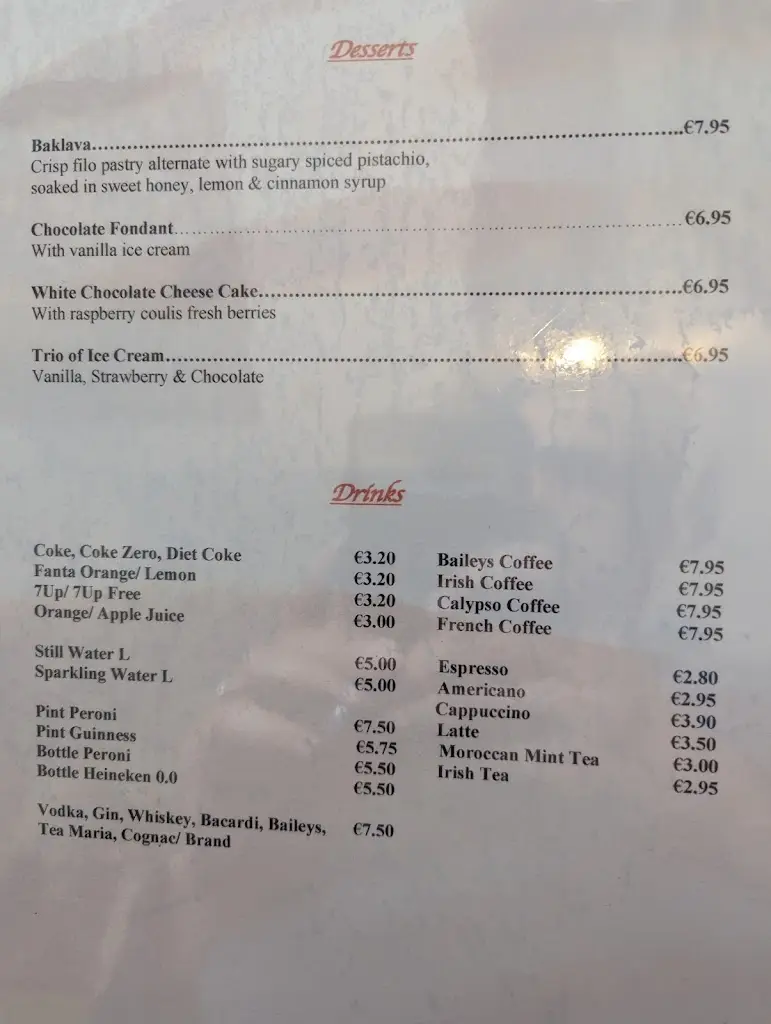 Desserts
Baklava..........€7.95
Crisp filo pastry alternate with sugary spiced pistachio,
soaked in sweet honey, lemon & cinnamon syrup
Chocolate Fondant..........€6.95
With vanilla ice cream
White Chocolate Cheese Cake..........€6.95
With raspberry coulis fresh berries
Trio of Ice Cream..........€6.95
Vanilla, Strawberry & Chocolate
Drinks
Coke, Coke Zero, Diet Coke €3.20
Fanta Orange/ Lemon €3.20
7Up/ 7Up Free €3.20
Orange/ Apple Juice €3.00
Still Water L €5.00
Sparkling Water L €5.00
Pint Peroni €7.50
Pint Guinness €5.75
Bottle Peroni €5.50
Bottle Heineken 0.0 €5.50
Vodka, Gin, Whiskey, Bacardi, Baileys, €7.50
Tea Maria, Cognac/ Brand
Baileys Coffee €7.95
Irish Coffee €7.95
Calypso Coffee €7.95
French Coffee €7.95
Espresso €2.80
Americano €2.95
Cappuccino €3.90
Latte €3.50
Moroccan Mint Tea €3.00
Irish Tea €2.95